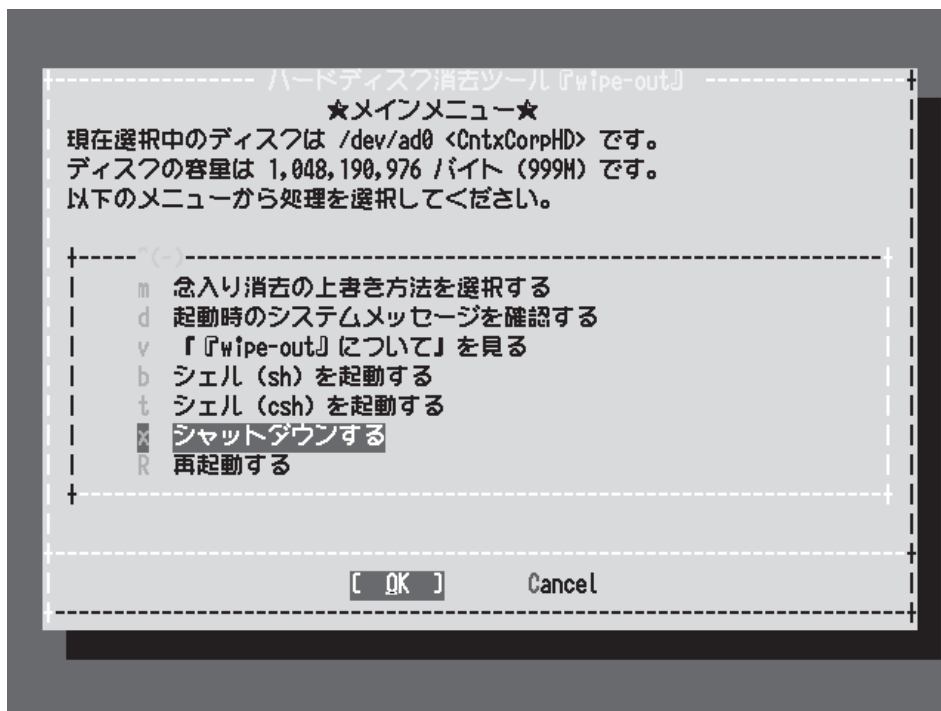 ハードディスク消去ツール『wipe-out』
★メインメニュー★
現在選択中のディスクは /dev/ad0 <CntxCorpHD> です。
ディスクの容量は 1,048,190,976 バイト (999M) です。
以下のメニューから処理を選択してください。
^(-)
m 念入り消去の上書き方法を選択する
d 起動時のシステムメッセージを確認する
v 「『wipe-out』について」を見る
b シェル (sh) を起動する
t シェル (csh) を起動する
x シャットダウンする
R 再起動する
[ OK ] Cancel